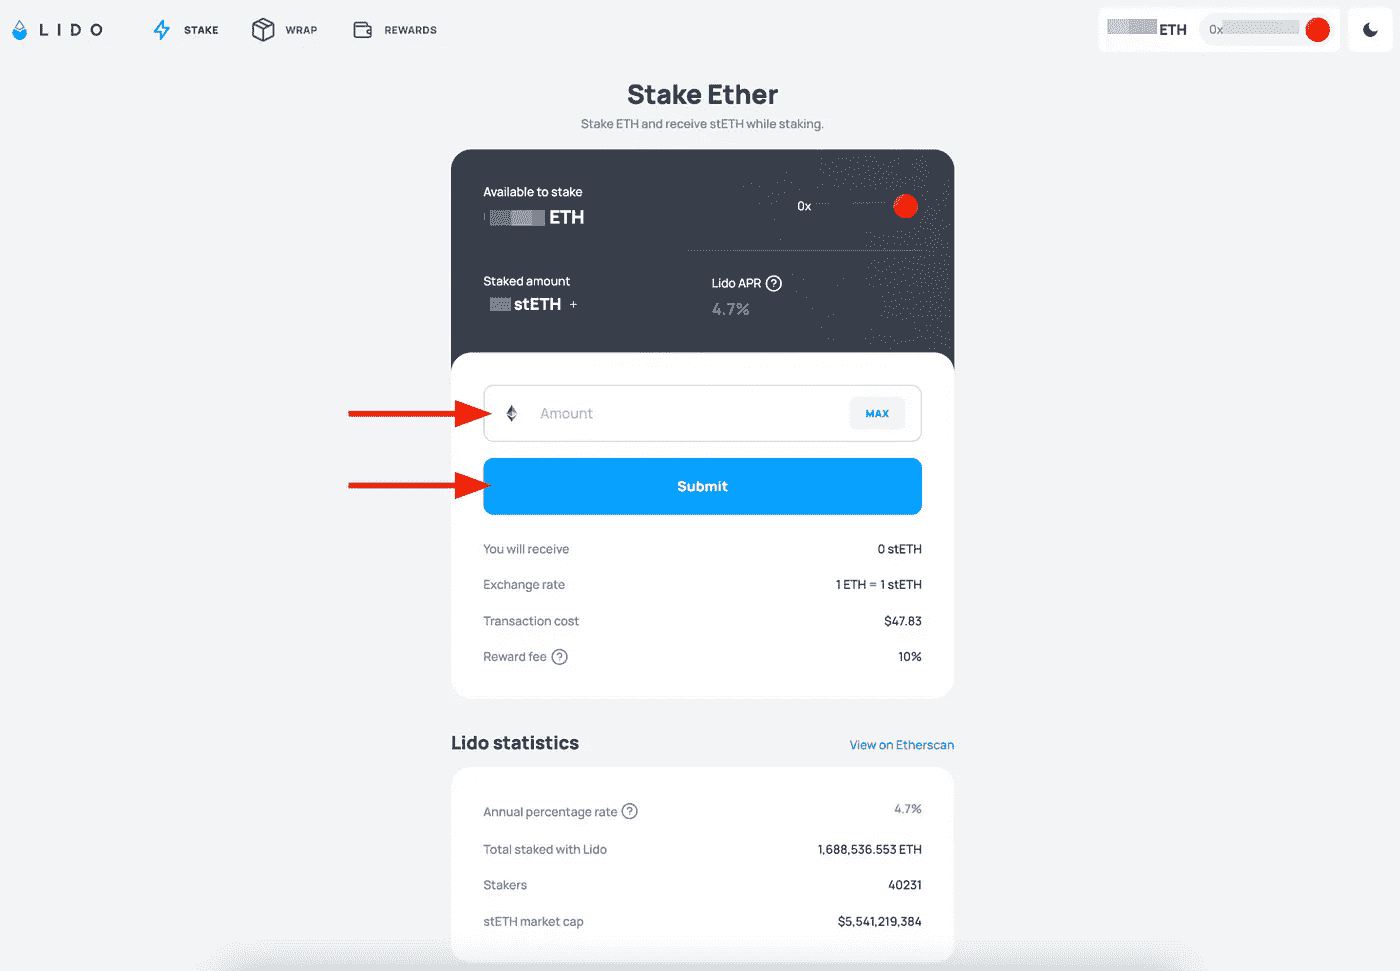 LIDO STAKE WRAP REWARDS ETH 0x
Stake Ether
Stake ETH and receive stETH while staking.
Available to stake
ETH
0x
Staked amount
stETH +
Lido APR ?
4.7%
Amount MAX
Submit
You will receive 0 stETH
Exchange rate 1 ETH = 1 stETH
Transaction cost $47.83
Reward fee ? 10%
Lido statistics View on Etherscan
Annual percentage rate ? 4.7%
Total staked with Lido 1,688,536.553 ETH
Stakers 40231
stETH market cap $5,541,219,384